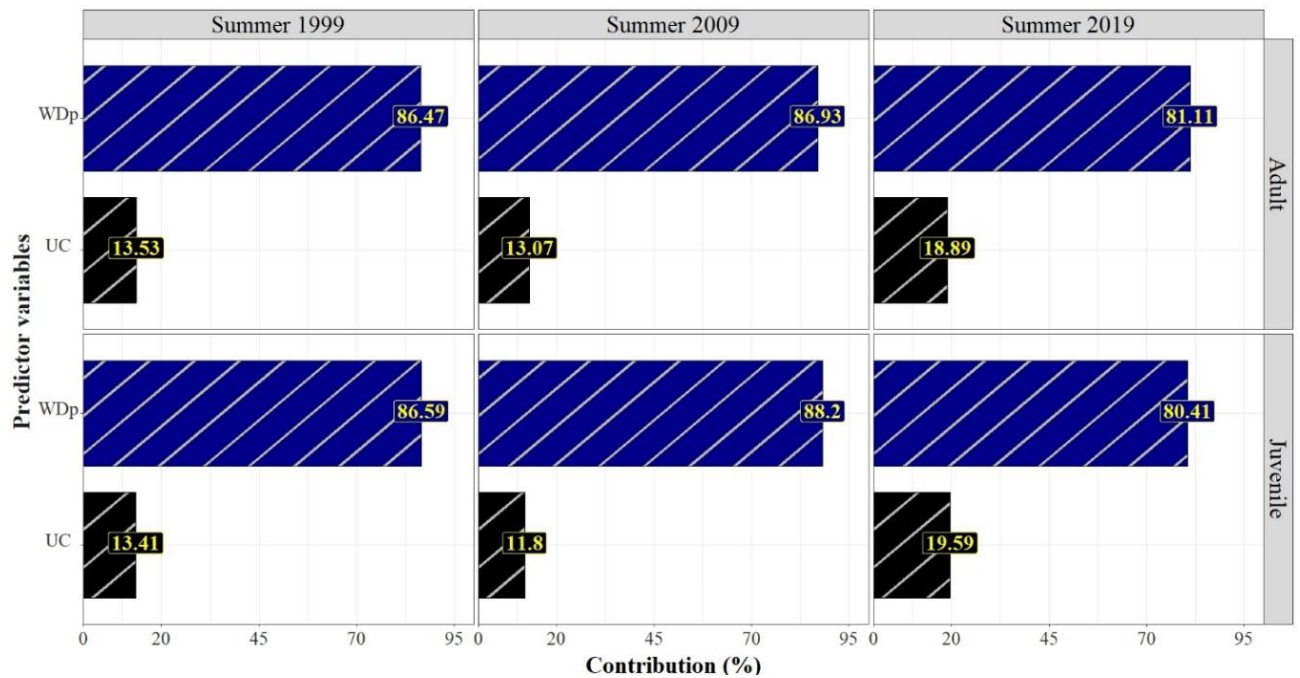 Summer 1999 Summer 2009 Summer 2019
WDp 86.47 86.93 81.11
Adult
UC 13.53 13.07 18.89
Predictor variables
WDp 86.59 88.2 80.41
Juvenile
UC 13.41 11.8 19.59
0 20 45 70 95 0 20 45 70 95 0 20 45 70 95
Contribution (%)